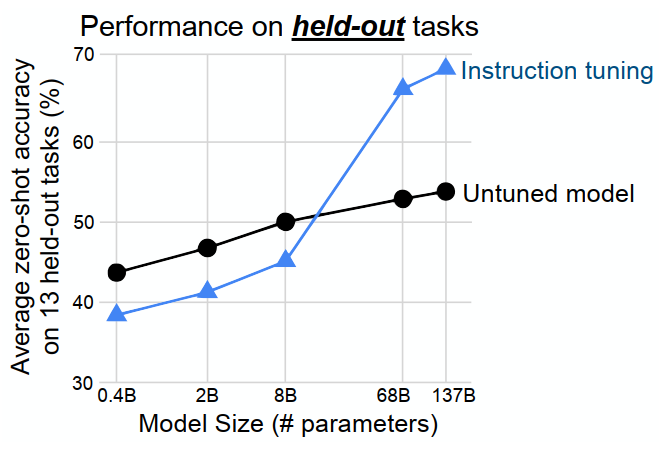 Performance on held-out tasks
Average zero-shot accuracy
on 13 held-out tasks (%)
70
60
50
40
30
Instruction tuning
Untuned model
0.4B 2B 8B 68B 137B
Model Size (# parameters)